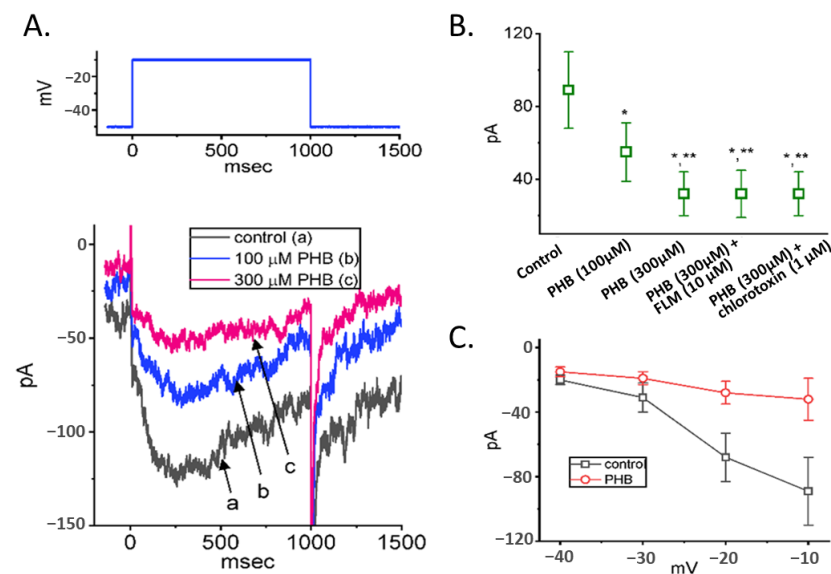 A.
−20
−40
mV
0
500
1000
1500
msec
0
−50
−100
−150
pA
control (a)
100 μM PHB (b)
300 μM PHB (c)
a
b
c
0
500
1000
1500
msec
B.
80
40
pA
*
*,**
*,**
*,**
Control
PHB (100μM)
PHB (300μM)
PHB (300μM) +
FLM (10 μM)
PHB (300μM) +
chlorotoxin (1 μM)
C.
0
−40
−80
−120
pA
control
PHB
−40
−30
−20
−10
mV